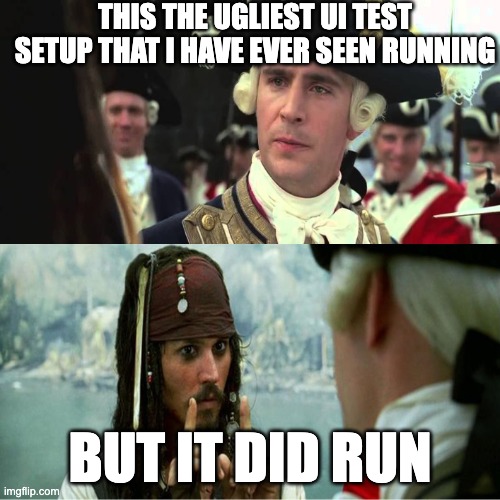 THIS THE UGLIEST UI TEST
SETUP THAT I HAVE EVER SEEN RUNNING
BUT IT DID RUN
imgflip.com